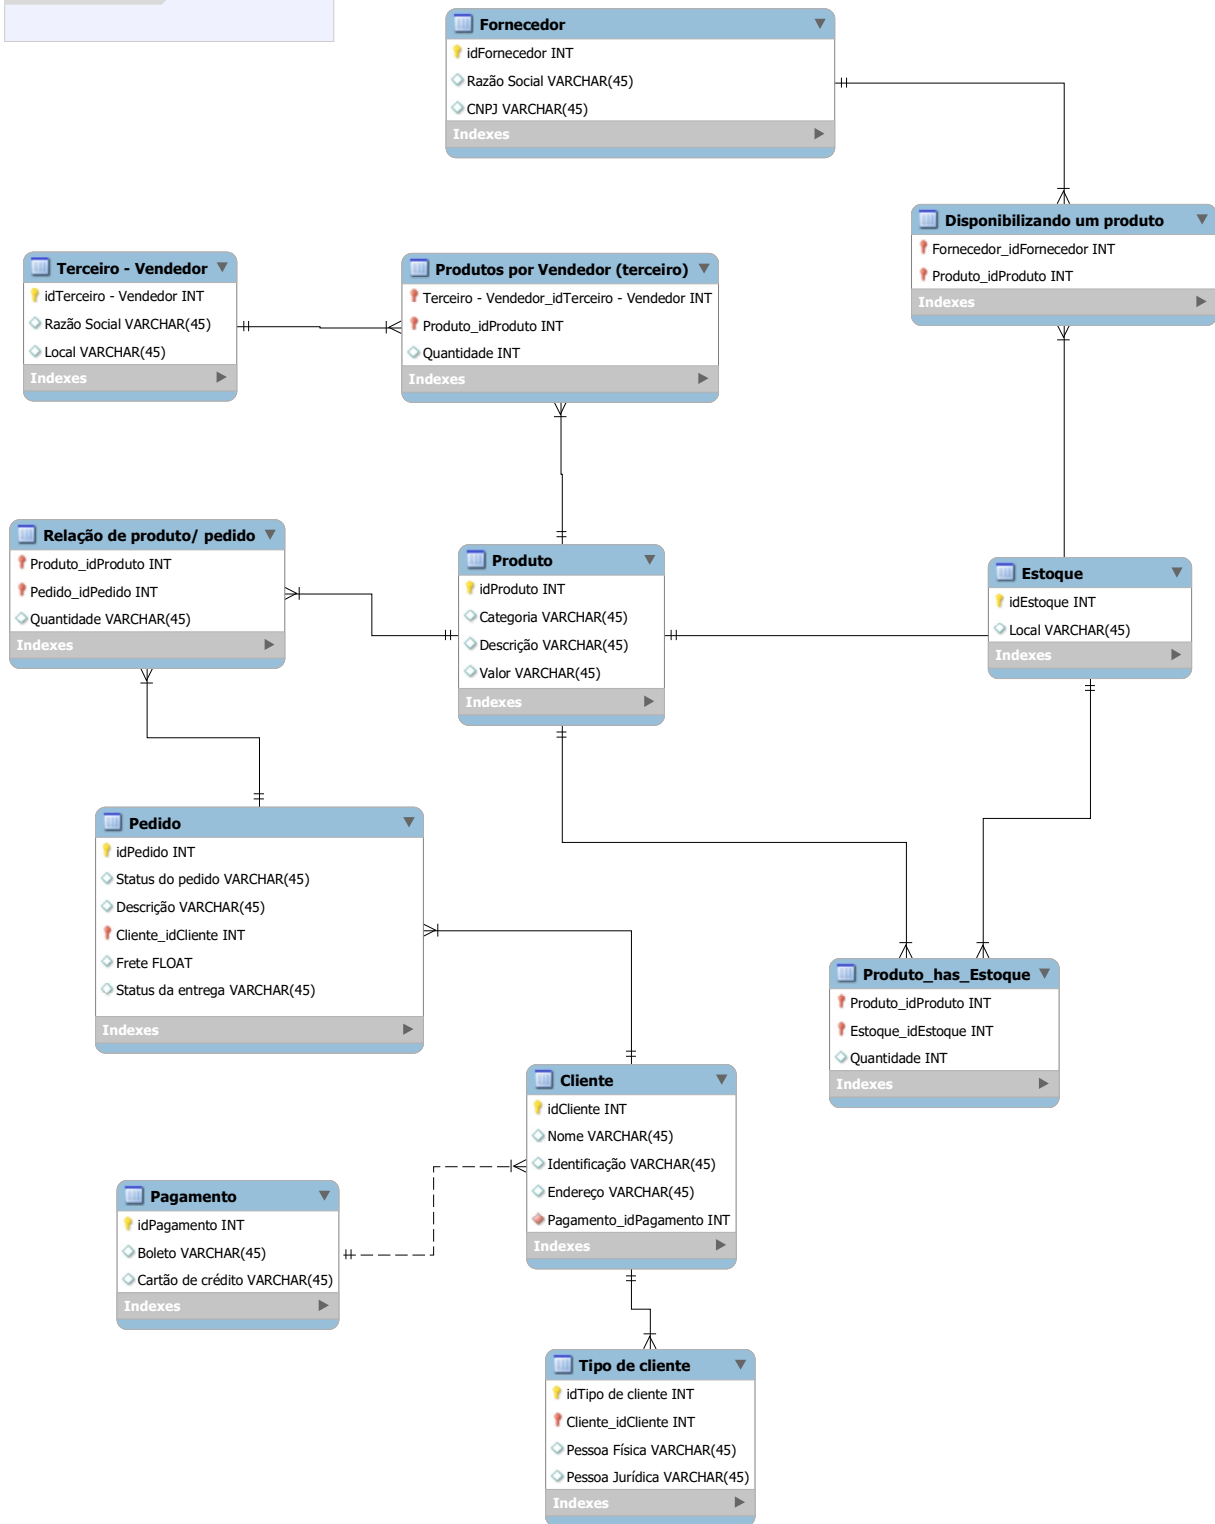 Fornecedor
idFornecedor INT
Razão Social VARCHAR(45)
CNPJ VARCHAR(45)
Indexes
Disponibilizando um produto
Fornecedor_idFornecedor INT
Produto_idProduto INT
Indexes
Terceiro - Vendedor
idTerceiro - Vendedor INT
Razão Social VARCHAR(45)
Local VARCHAR(45)
Indexes
Produtos por Vendedor (terceiro)
Terceiro - Vendedor_idTerceiro - Vendedor INT
Produto_idProduto INT
Quantidade INT
Indexes
Relação de produto/ pedido
Produto_idProduto INT
Pedido_idPedido INT
Quantidade VARCHAR(45)
Indexes
Produto
idProduto INT
Categoria VARCHAR(45)
Descrição VARCHAR(45)
Valor VARCHAR(45)
Indexes
Estoque
idEstoque INT
Local VARCHAR(45)
Indexes
Pedido
idPedido INT
Status do pedido VARCHAR(45)
Descrição VARCHAR(45)
Cliente_idCliente INT
Frete FLOAT
Status da entrega VARCHAR(45)
Indexes
Produto_has_Estoque
Produto_idProduto INT
Estoque_idEstoque INT
Quantidade INT
Indexes
Cliente
idCliente INT
Nome VARCHAR(45)
Identificação VARCHAR(45)
Endereço VARCHAR(45)
Pagamento_idPagamento INT
Indexes
Pagamento
idPagamento INT
Boleto VARCHAR(45)
Cartão de crédito VARCHAR(45)
Indexes
Tipo de cliente
idTipo de cliente INT
Cliente_idCliente INT
Pessoa Física VARCHAR(45)
Pessoa Jurídica VARCHAR(45)
Indexes